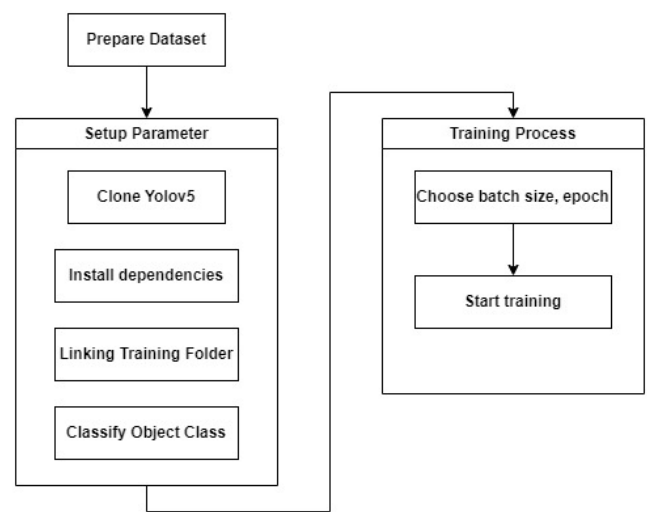 Prepare Dataset
Setup Parameter
Clone Yolov5
Install dependencies
Linking Training Folder
Classify Object Class
Training Process
Choose batch size, epoch
Start training